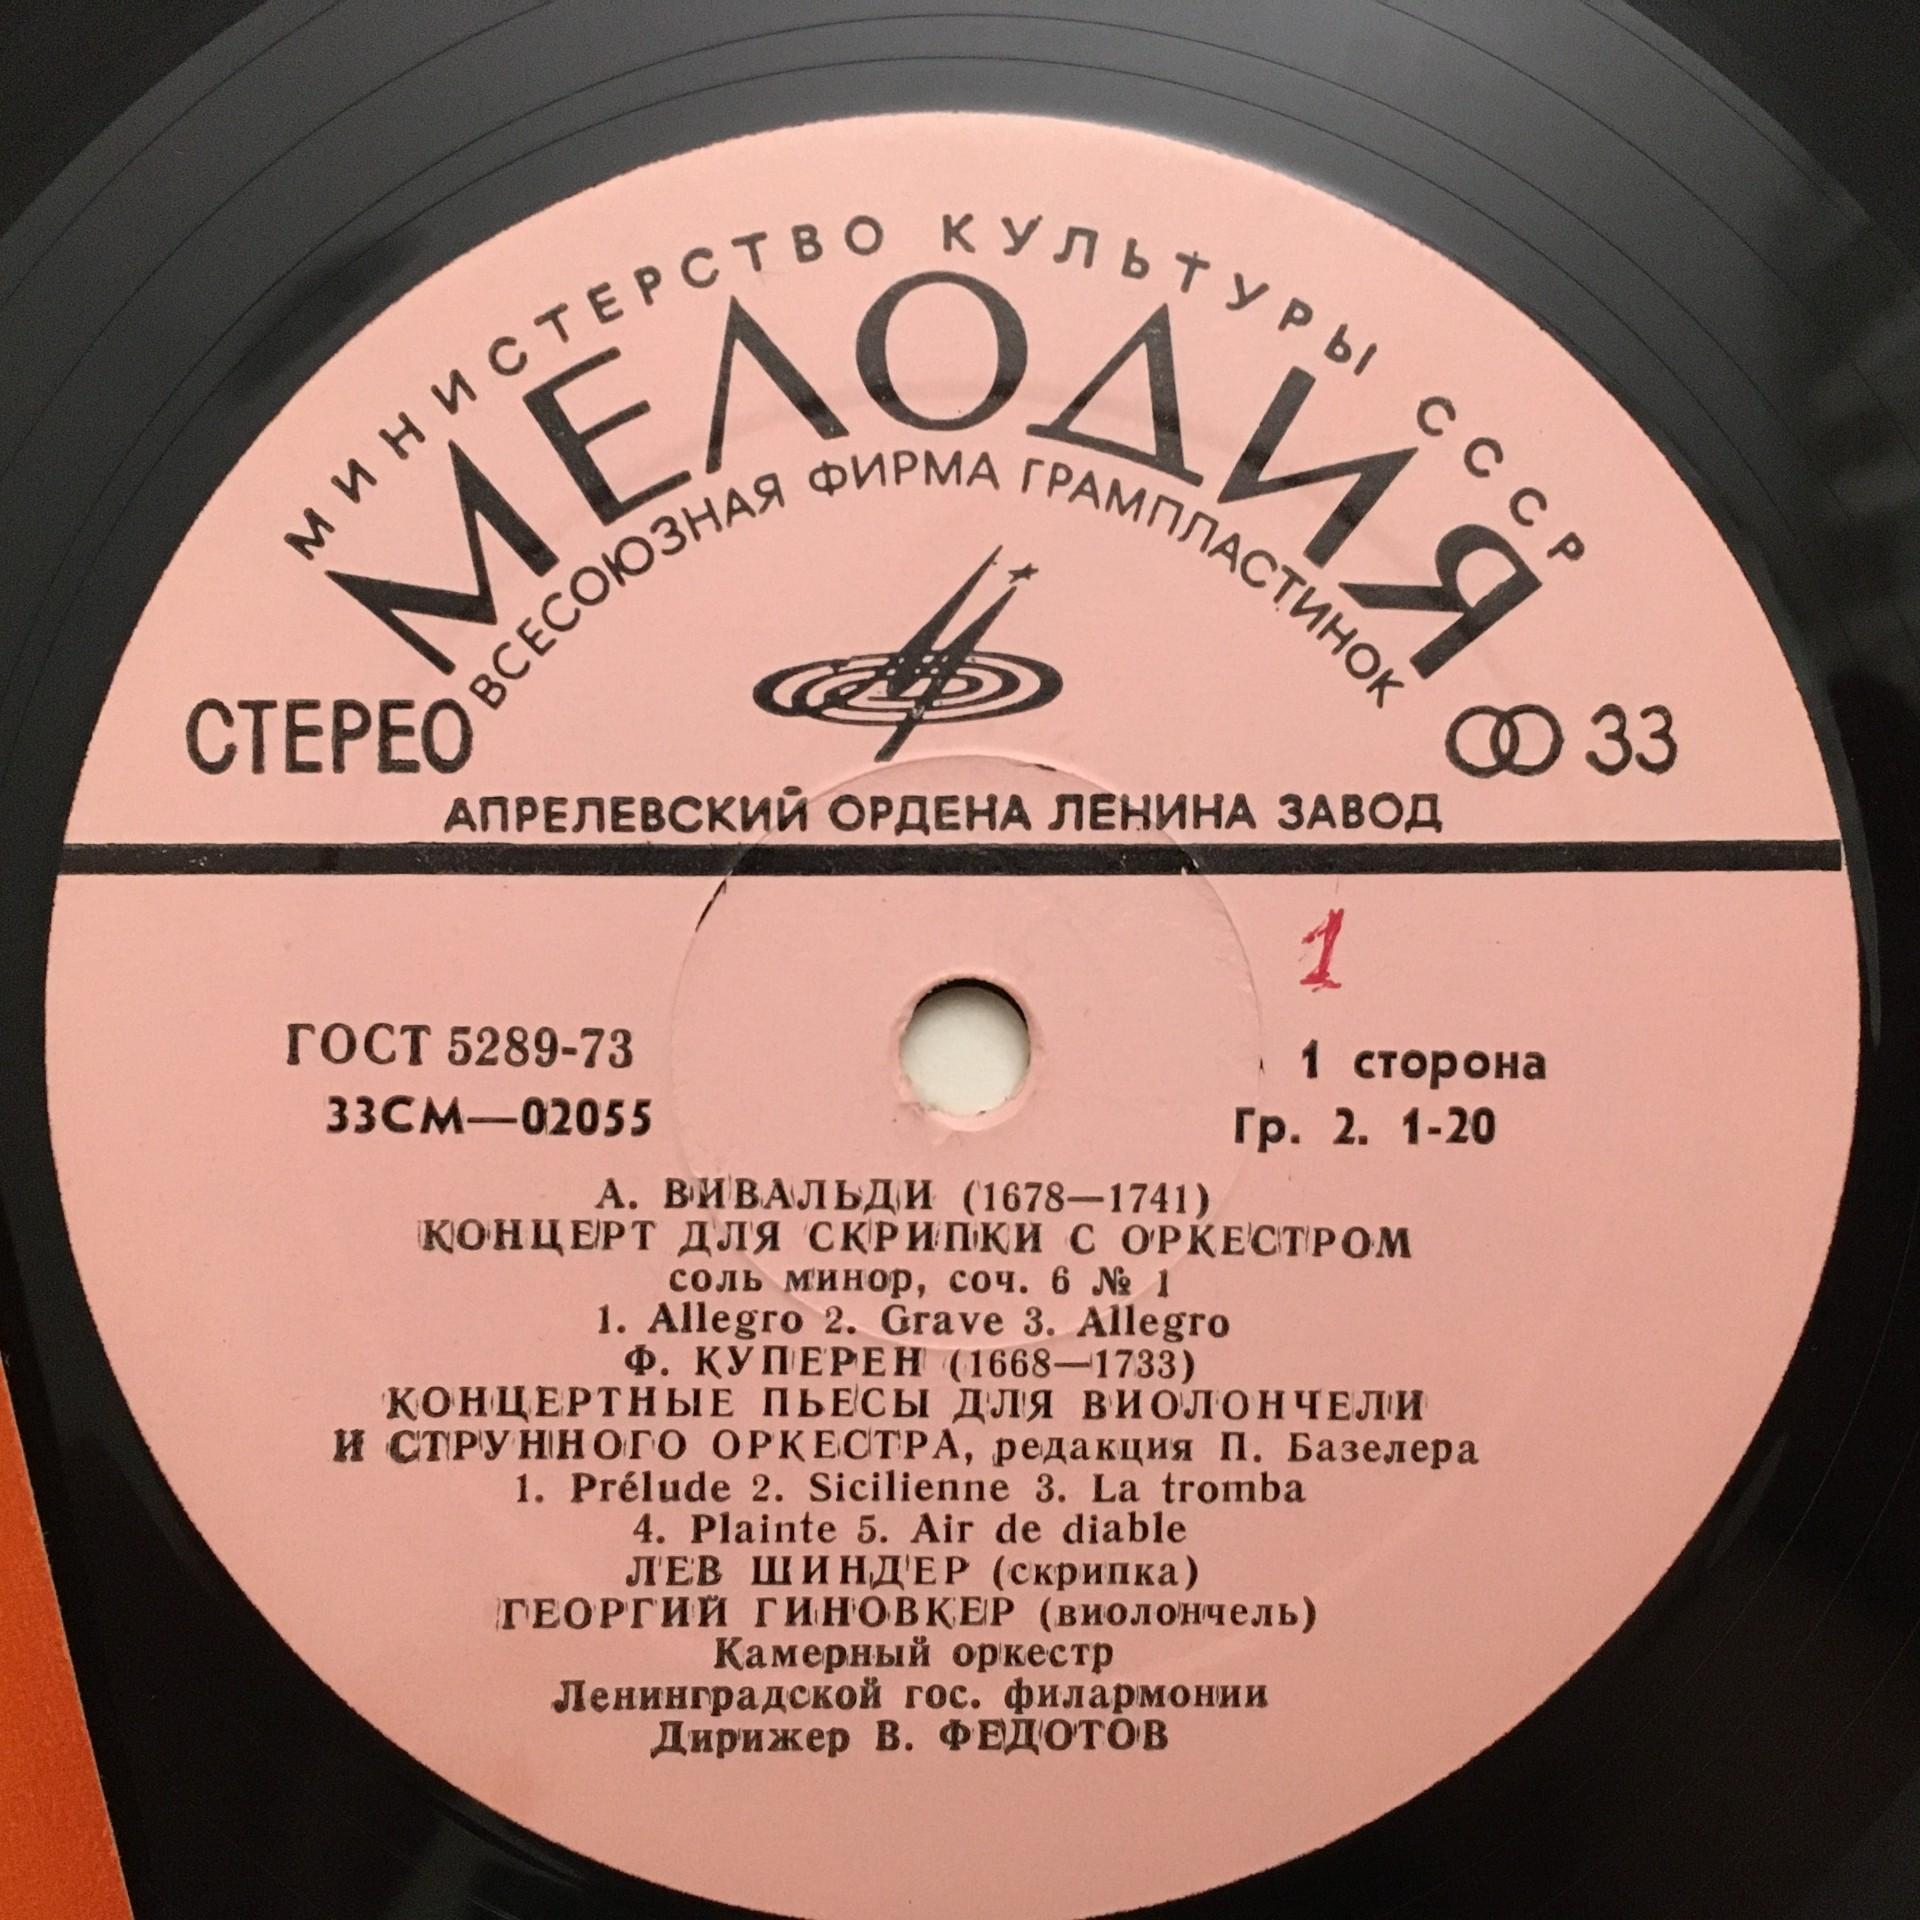 МИНИСТЕРСТВО КУЛЬТУРЫ СССР
МЕЛОДИЯ
ВСЕСОЮЗНАЯ ФИРМА ГРАМПЛАСТИНОК
СТЕРЕО
33
АПРЕЛЕВСКИЙ ОРДЕНА ЛЕНИНА ЗАВОД
1
ГОСТ 5289-73
1 сторона
33СМ—02055
Гр. 2. 1-20
А. ВИВАЛЬДИ (1678—1741)
КОНЦЕРТ ДЛЯ СКРИПКИ С ОРКЕСТРОМ
соль минор, соч. 6 № 1
1. Allegro 2. Grave 3. Allegro
Ф. КУПЕРЕН (1668—1733)
КОНЦЕРТНЫЕ ПЬЕСЫ ДЛЯ ВИОЛОНЧЕЛИ
И СТРУННОГО ОРКЕСТРА, редакция П. Базелера
1. Prélude 2. Sicilienne 3. La tromba
4. Plainte 5. Air de diable
ЛЕВ ШИНДЕР (скрипка)
ГЕОРГИЙ ГИНОВКЕР (виолончель)
Камерный оркестр
Ленинградской гос. филармонии
Дирижер В. ФЕДОТОВ